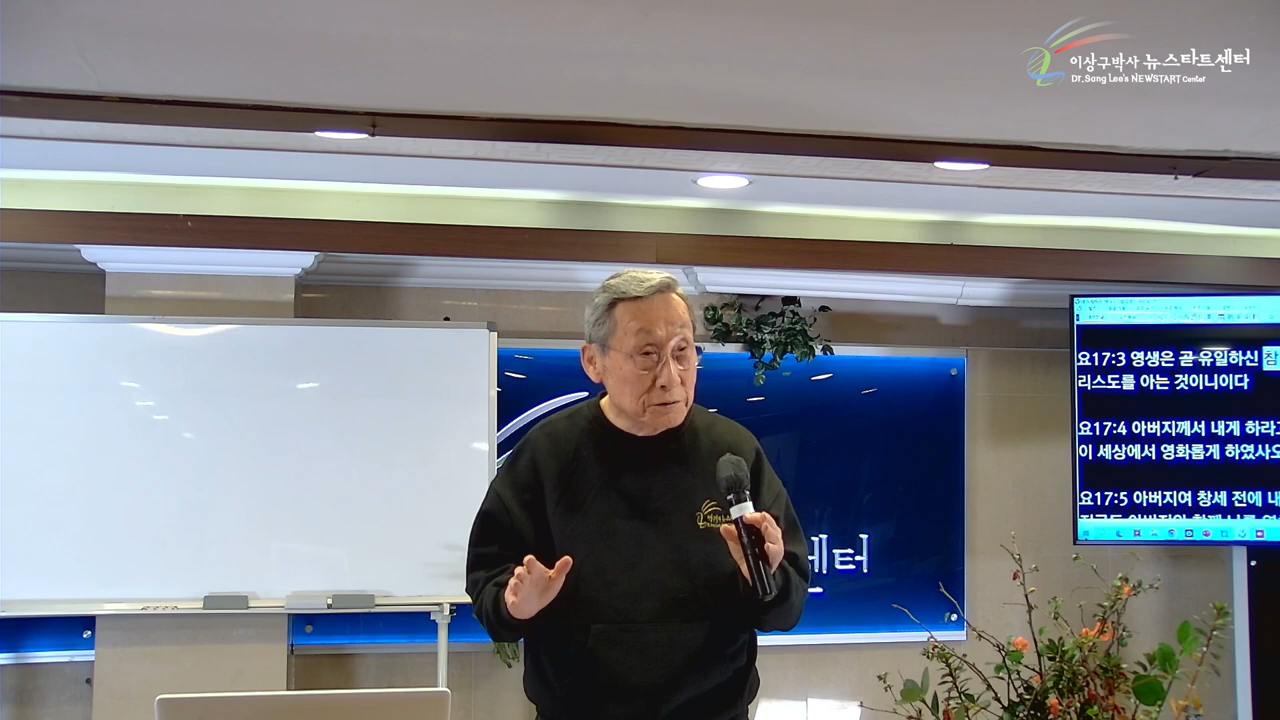 이상구박사 뉴스타트센터
Dr. Sang Lee's NEWSTART Center
요17:3 영생은 곧 유일하신 참
리스도를 아는 것이니이다
요17:4 아버지께서 내게 하라고
이 세상에서 영화롭게 하였사오
요17:5 아버지여 창세 전에 내
센터